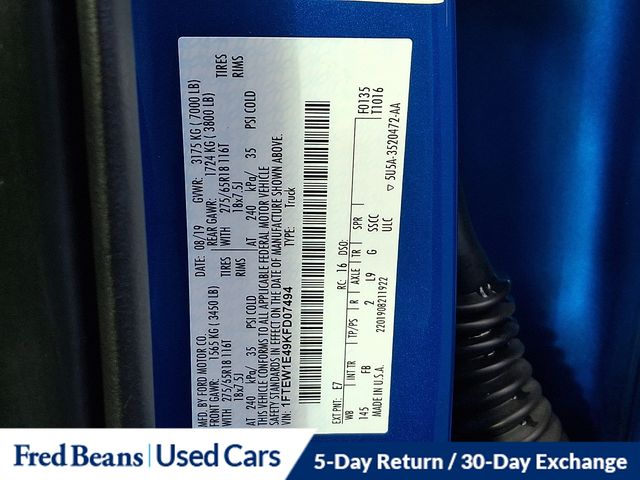 MFD. BY FORD MOTOR CO. DATE: 08/19 GVWR: 3175 KG ( 7000 LB)
FRONT GAWR: 1565 KG ( 3450 LB) REAR GAWR: 1724 KG ( 3800 LB)
WITH 275/65R18 116T TIRES WITH 275/65R18 116T TIRES
18x7.5J RIMS 18x7.5J RIMS
AT 240 kPa/ 35 PSI COLD AT 240 kPa/ 35 PSI COLD
THIS VEHICLE CONFORMS TO ALL APPLICABLE FEDERAL MOTOR VEHICLE
SAFETY STANDARDS IN EFFECT ON THE DATE OF MANUFACTURE SHOWN ABOVE.
VIN: 1FTEW1E49KFD07494 TYPE: Truck
F0135
T1016
EXT PNT: E7 RC: 16 DSO:
WB INT TR TP/PS R AXLE TR SPR
145 FB 2 L9 G SSCC
MADE IN U.S.A. ULC
2201908211922
▽ 5U5A-3520472-AA
Fred Beans Used Cars
5-Day Return / 30-Day Exchange